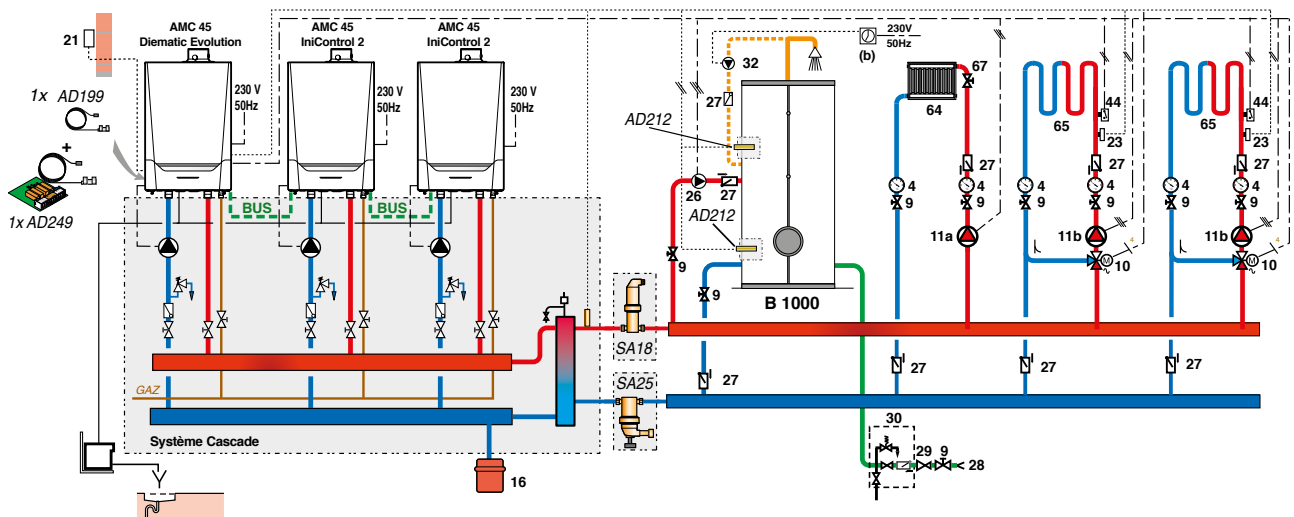 AMC 45
Diematic Evolution
AMC 45
IniControl 2
AMC 45
IniControl 2
21
1x AD199
+
1x AD249
230 V
50Hz
230 V
50Hz
230 V
50Hz
BUS
BUS
GAZ
Système Cascade
16
SA18
SA25
32
27
AD212
26
27
AD212
9
9
B 1000
230V
50Hz
(b)
67
64
27
4
4
9
9
11a
65
44
23
27
4
4
9
9
11b
4
M
10
65
44
23
27
4
4
9
9
11b
4
M
10
27
27
27
27
30
29
9
28